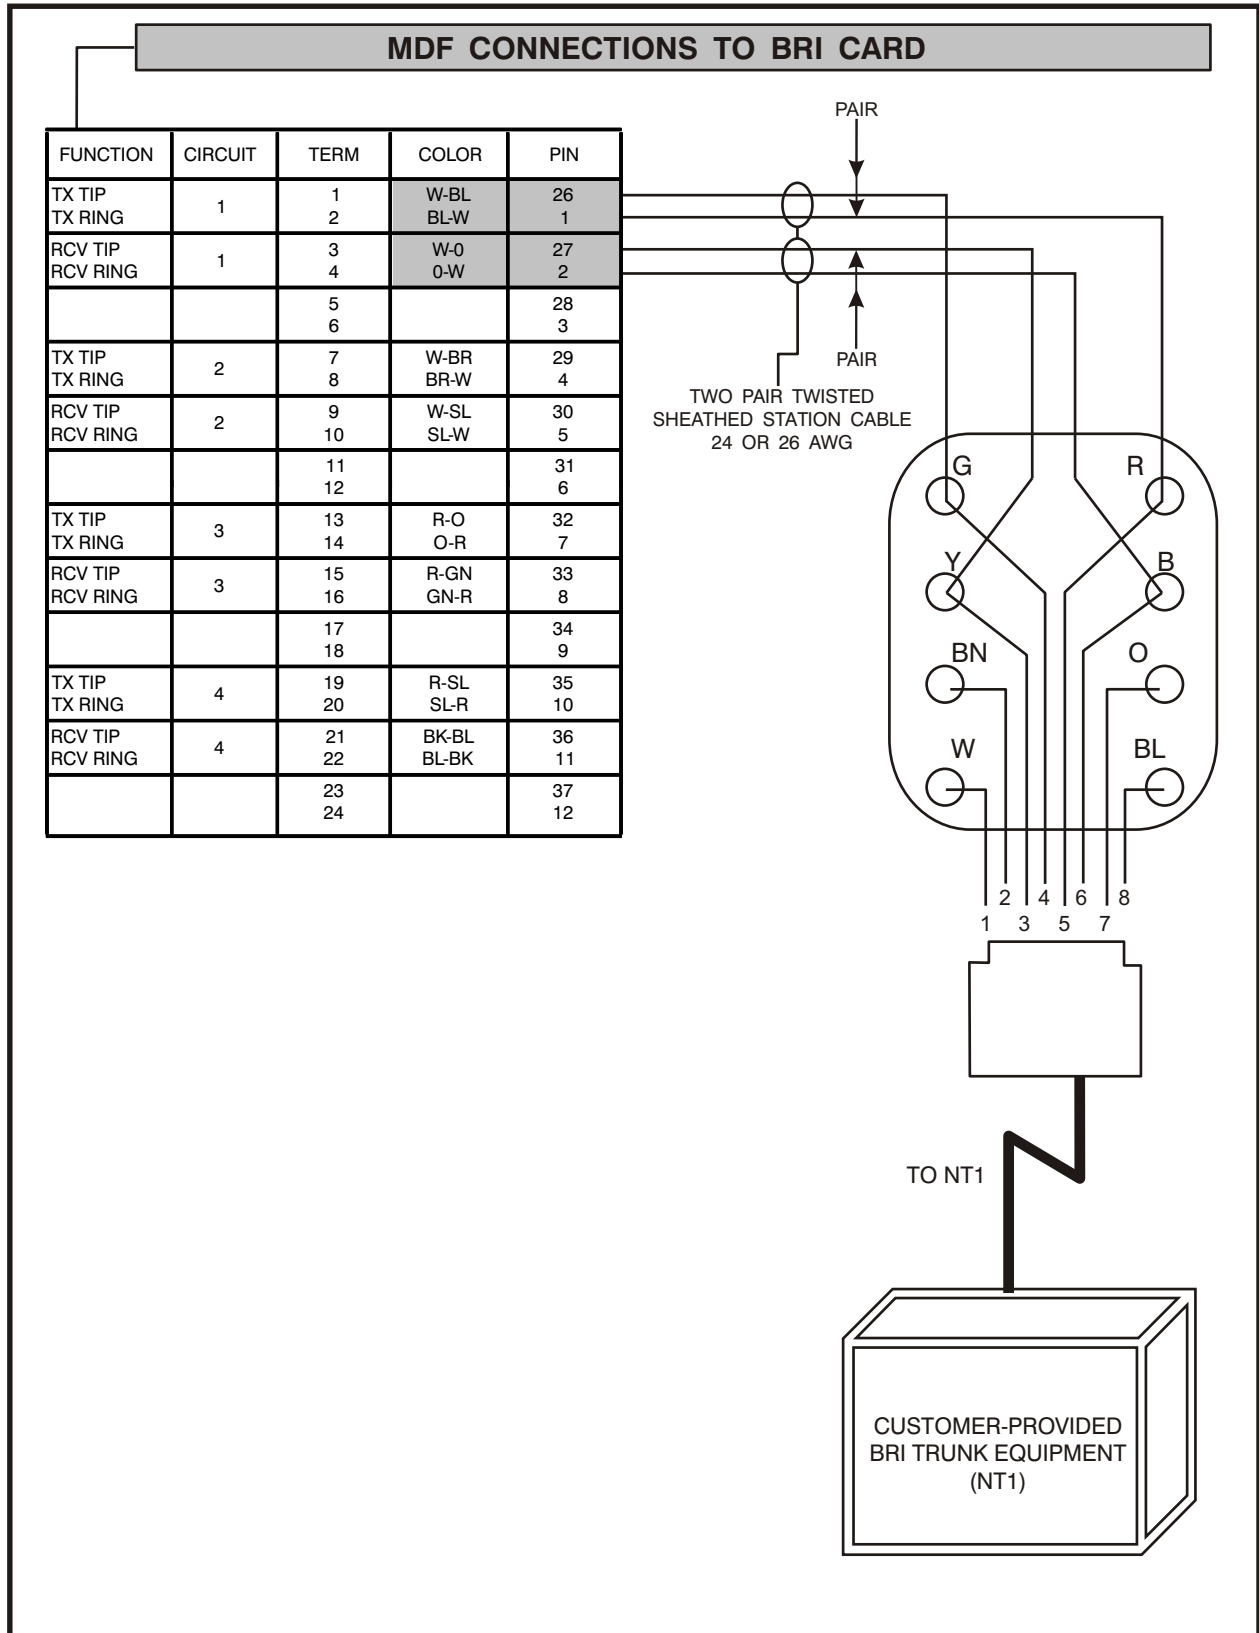 MDF CONNECTIONS TO BRI CARD
FUNCTION CIRCUIT TERM COLOR PIN
TX TIP 1 1 W-BL 26
TX RING 2 BL-W 1
RCV TIP 1 3 W-0 27
RCV RING 4 0-W 2
5 28
6 3
TX TIP 2 7 W-BR 29
TX RING 8 BR-W 4
RCV TIP 2 9 W-SL 30
RCV RING 10 SL-W 5
11 31
12 6
TX TIP 3 13 R-O 32
TX RING 14 O-R 7
RCV TIP 3 15 R-GN 33
RCV RING 16 GN-R 8
17 34
18 9
TX TIP 4 19 R-SL 35
TX RING 20 SL-R 10
RCV TIP 4 21 BK-BL 36
RCV RING 22 BL-BK 11
23 37
24 12
PAIR
PAIR
TWO PAIR TWISTED
SHEATHED STATION CABLE
24 OR 26 AWG
G R
Y B
BN O
W BL
2 4 6 8
1 3 5 7
TO NT1
CUSTOMER-PROVIDED
BRI TRUNK EQUIPMENT
(NT1)